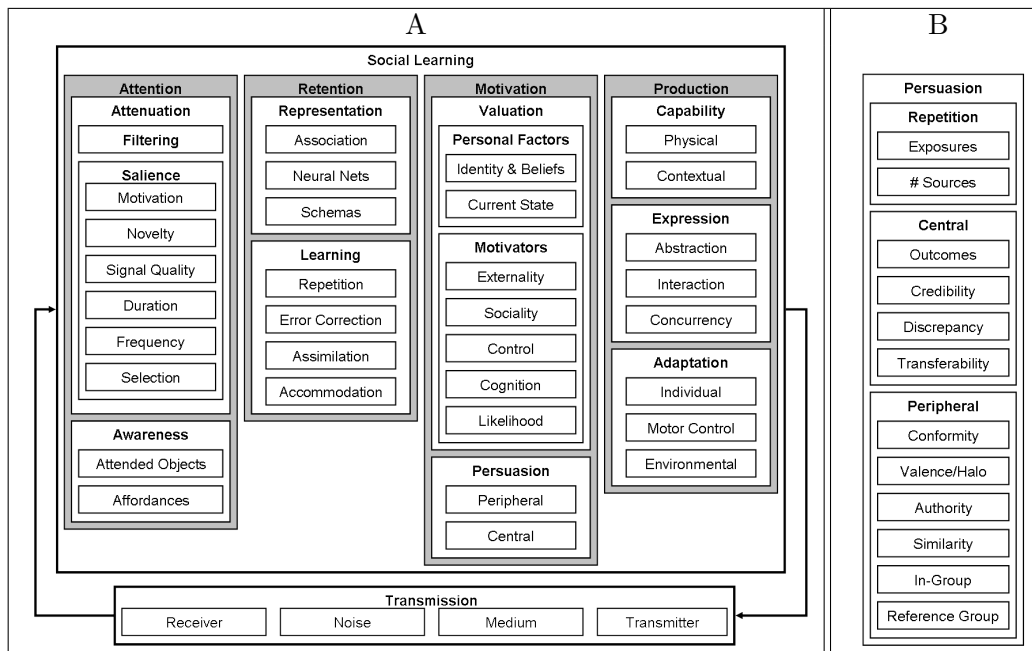 A
Social Learning
Attention
Attenuation
Filtering
Salience
Motivation
Novelty
Signal Quality
Duration
Frequency
Selection
Awareness
Attended Objects
Affordances
Retention
Representation
Association
Neural Nets
Schemas
Learning
Repetition
Error Correction
Assimilation
Accommodation
Motivation
Valuation
Personal Factors
Identity & Beliefs
Current State
Motivators
Externality
Sociality
Control
Cognition
Likelihood
Persuasion
Peripheral
Central
Production
Capability
Physical
Contextual
Expression
Abstraction
Interaction
Concurrency
Adaptation
Individual
Motor Control
Environmental
Transmission
Receiver
Noise
Medium
Transmitter
B
Persuasion
Repetition
Exposures
# Sources
Central
Outcomes
Credibility
Discrepancy
Transferability
Peripheral
Conformity
Valence/Halo
Authority
Similarity
In-Group
Reference Group